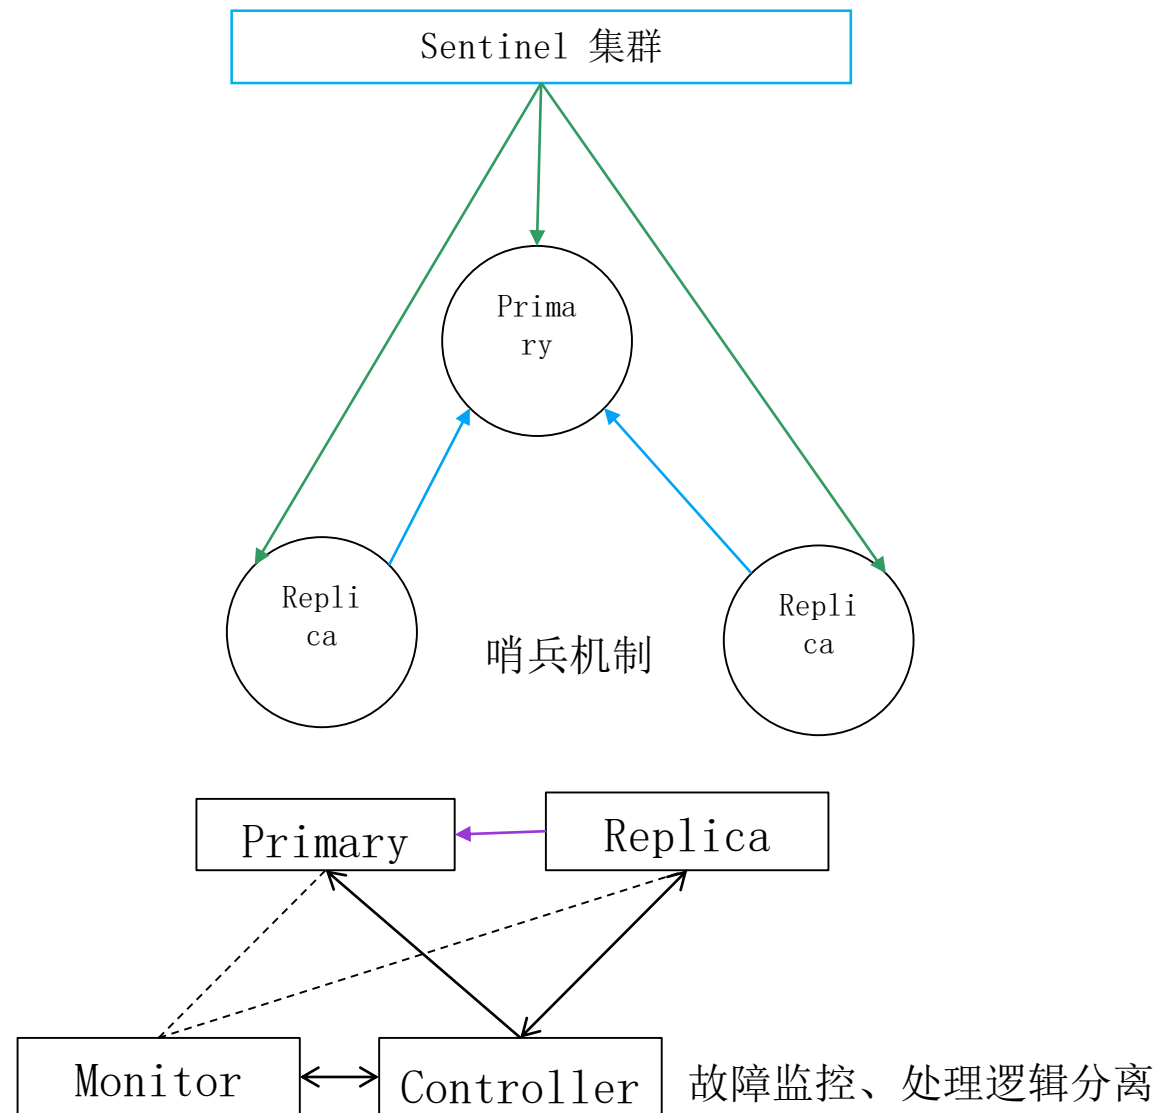 Sentinel 集群
Prima
ry
Repli
ca
Repli
ca
哨兵机制
Primary
Replica
Monitor
Controller
故障监控、处理逻辑分离